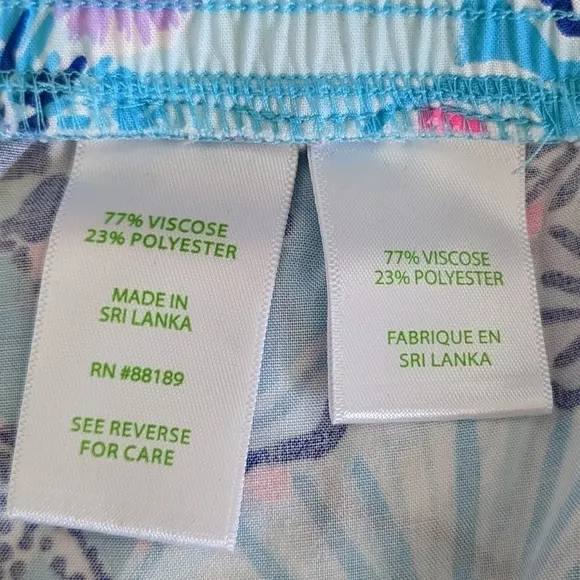 77% VISCOSE
23% POLYESTER
MADE IN
SRI LANKA
RN #88189
SEE REVERSE
FOR CARE
77% VISCOSE
23% POLYESTER
FABRIQUE EN
SRI LANKA